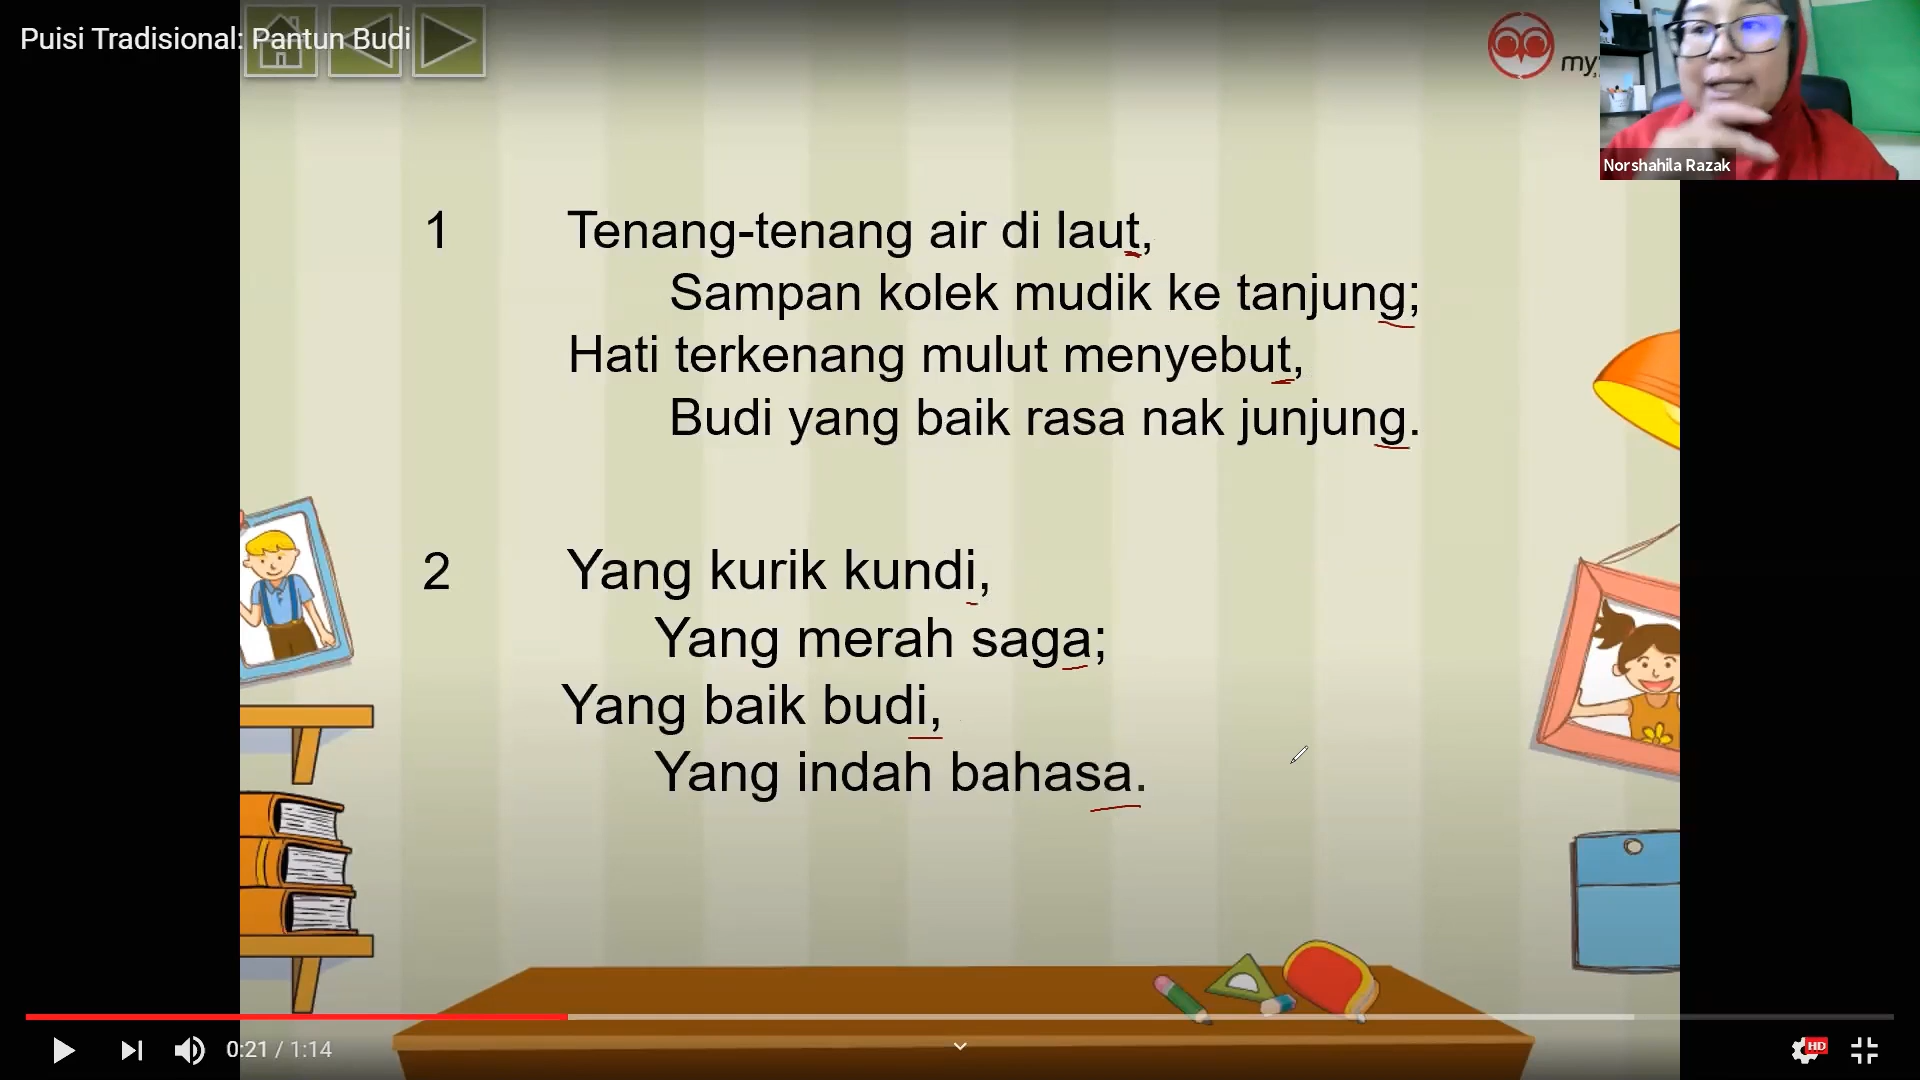 Puisi Tradisional: Pantun Budi
my
Norshahila Razak
1 Tenang-tenang air di laut,
Sampan kolek mudik ke tanjung;
Hati terkenang mulut menyebut,
Budi yang baik rasa nak junjung.
2 Yang kurik kundi,
Yang merah saga;
Yang baik budi,
Yang indah bahasa.
0:21 / 1:14
HD